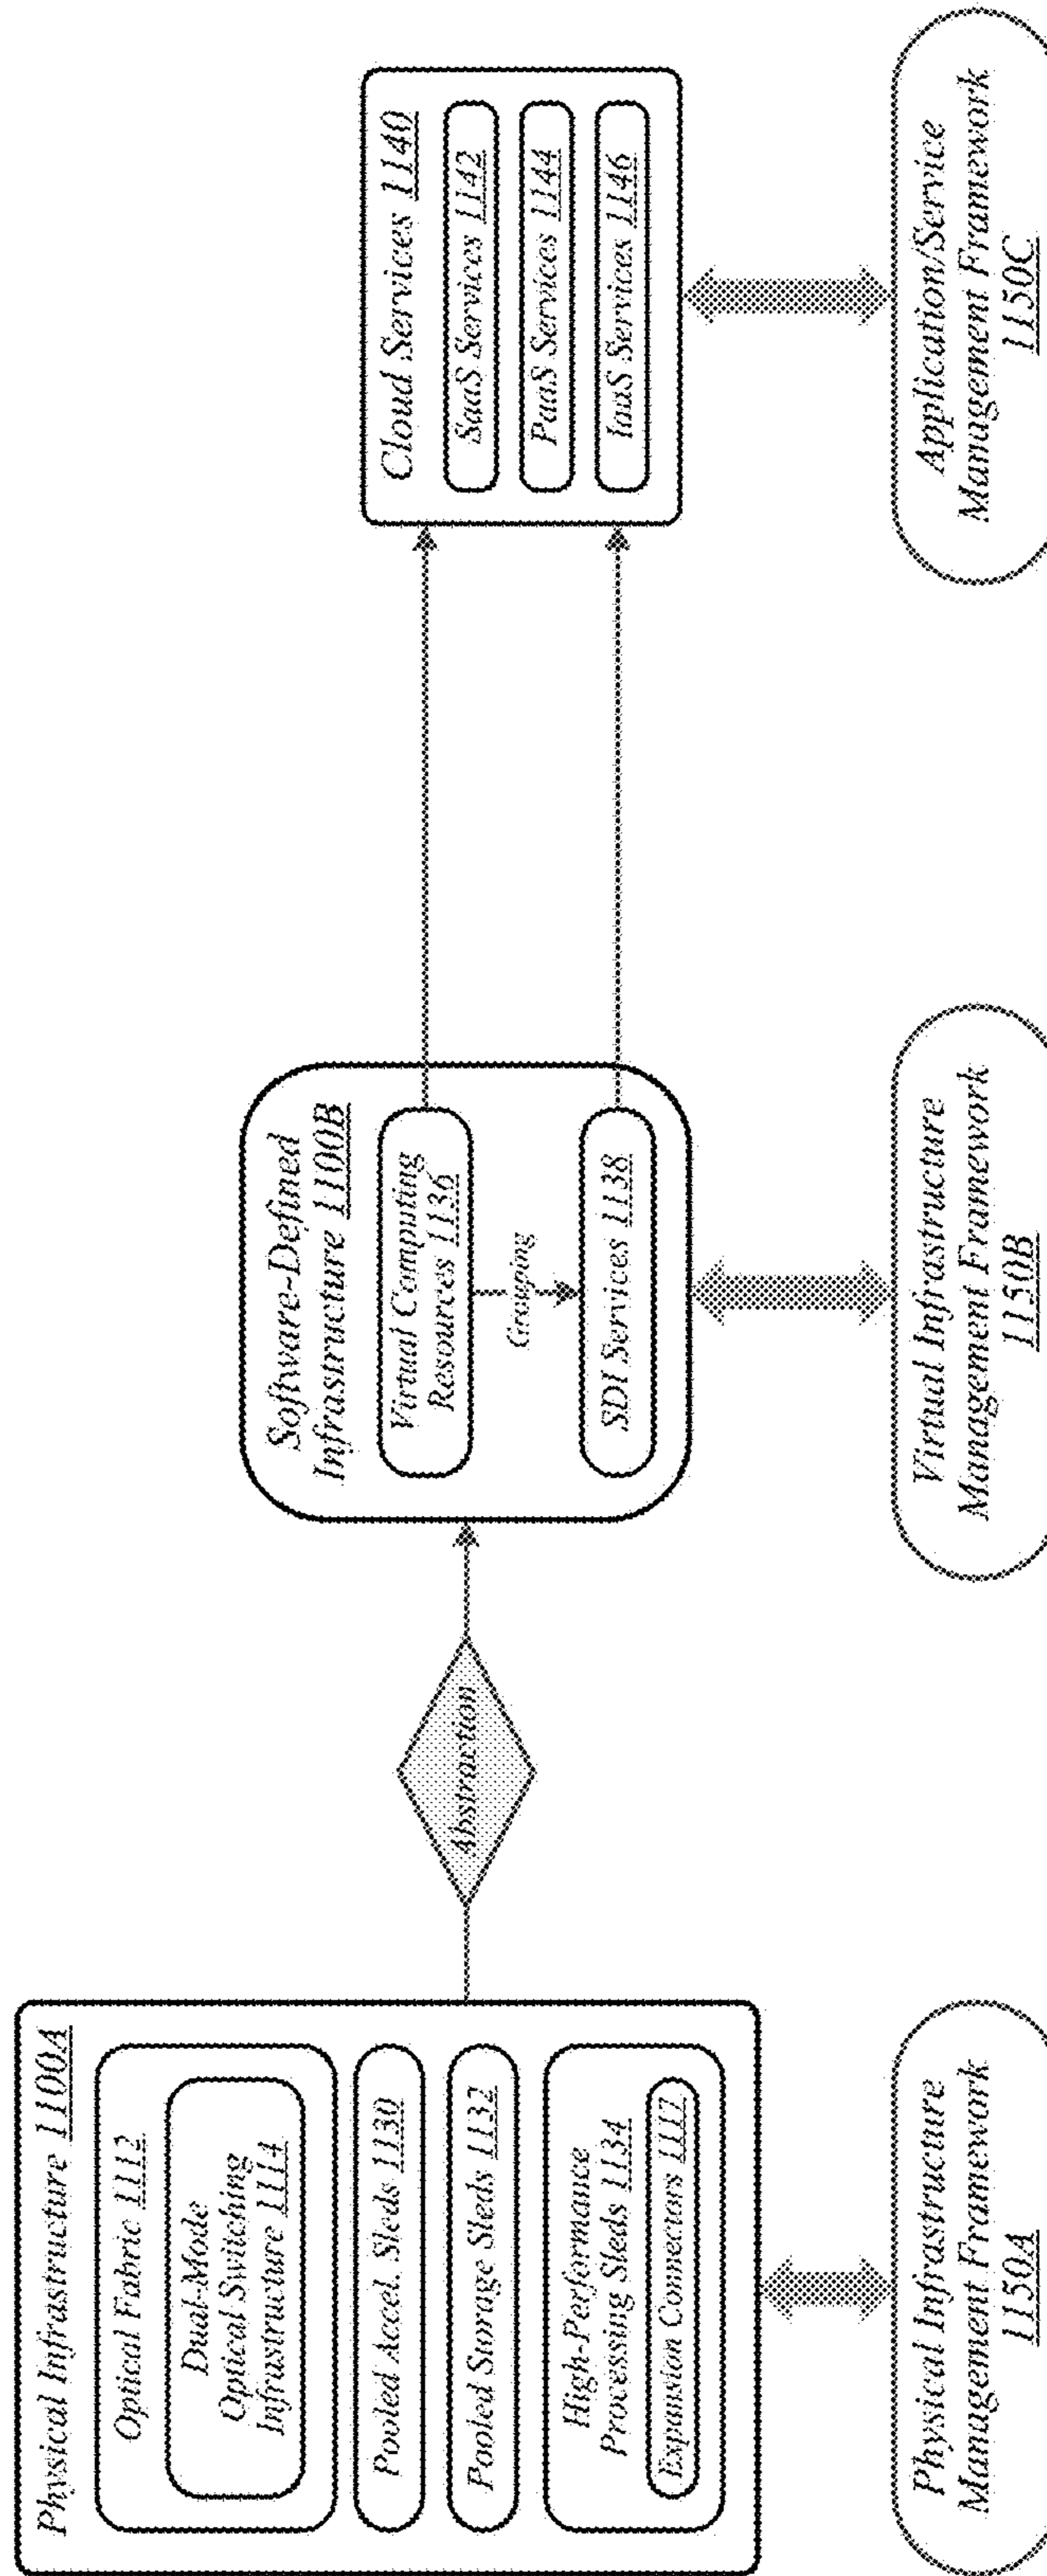 Physical Infrastructure 1100A
Optical Fabric 1112
Dual-Mode
Optical Switching
Infrastructure 1114
Pooled Accel. Sleds 1130
Pooled Storage Sleds 1132
High-Performance
Processing Sleds 1134
Expansion Connectors 1117
Physical Infrastructure
Management Framework
1150A
Abstraction
Software-Defined
Infrastructure 1100B
Virtual Computing
Resources 1136
Grouping
SDI Services 1138
Virtual Infrastructure
Management Framework
1150B
Cloud Services 1140
SaaS Services 1142
PaaS Services 1144
IaaS Services 1146
Application/Service
Management Framework
1150C